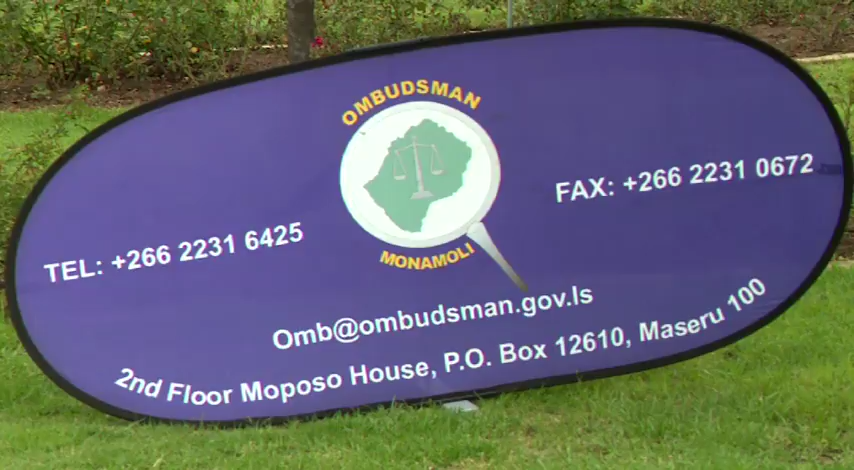 OMBUDSMAN
MONAMOLI
TEL: +266 2231 6425
FAX: +266 2231 0672
Omb@ombudsman.gov.ls
2nd Floor Moposo House, P.O. Box 12610, Maseru 100